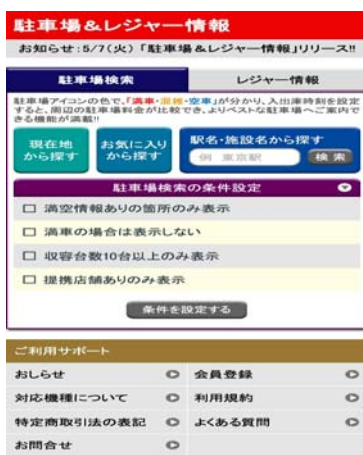 駐車場&レジャー情報
お知らせ:5/7(火)「駐車場&レジャー情報」リリース!!
駐車場検索
レジャー情報
駐車場アイコンの色で、「満車・混雑・空車」が分かり、入出庫時刻を設定
すると、周辺の駐車場料金が比較でき、よりベストな駐車場へご案内で
きる機能が満載!!
現在地
から探す
お気に入り
から探す
駅名・施設名から探す
例 東京駅
検索
駐車場検索の条件設定
満空情報ありの箇所のみ表示
満車の場合は表示しない
収容台数10台以上のみ表示
提携店舗ありのみ表示
条件を設定する
ご利用サポート
おしらせ
会員登録
対応機種について
利用規約
特定商取引法の表記
よくある質問
お問合せ